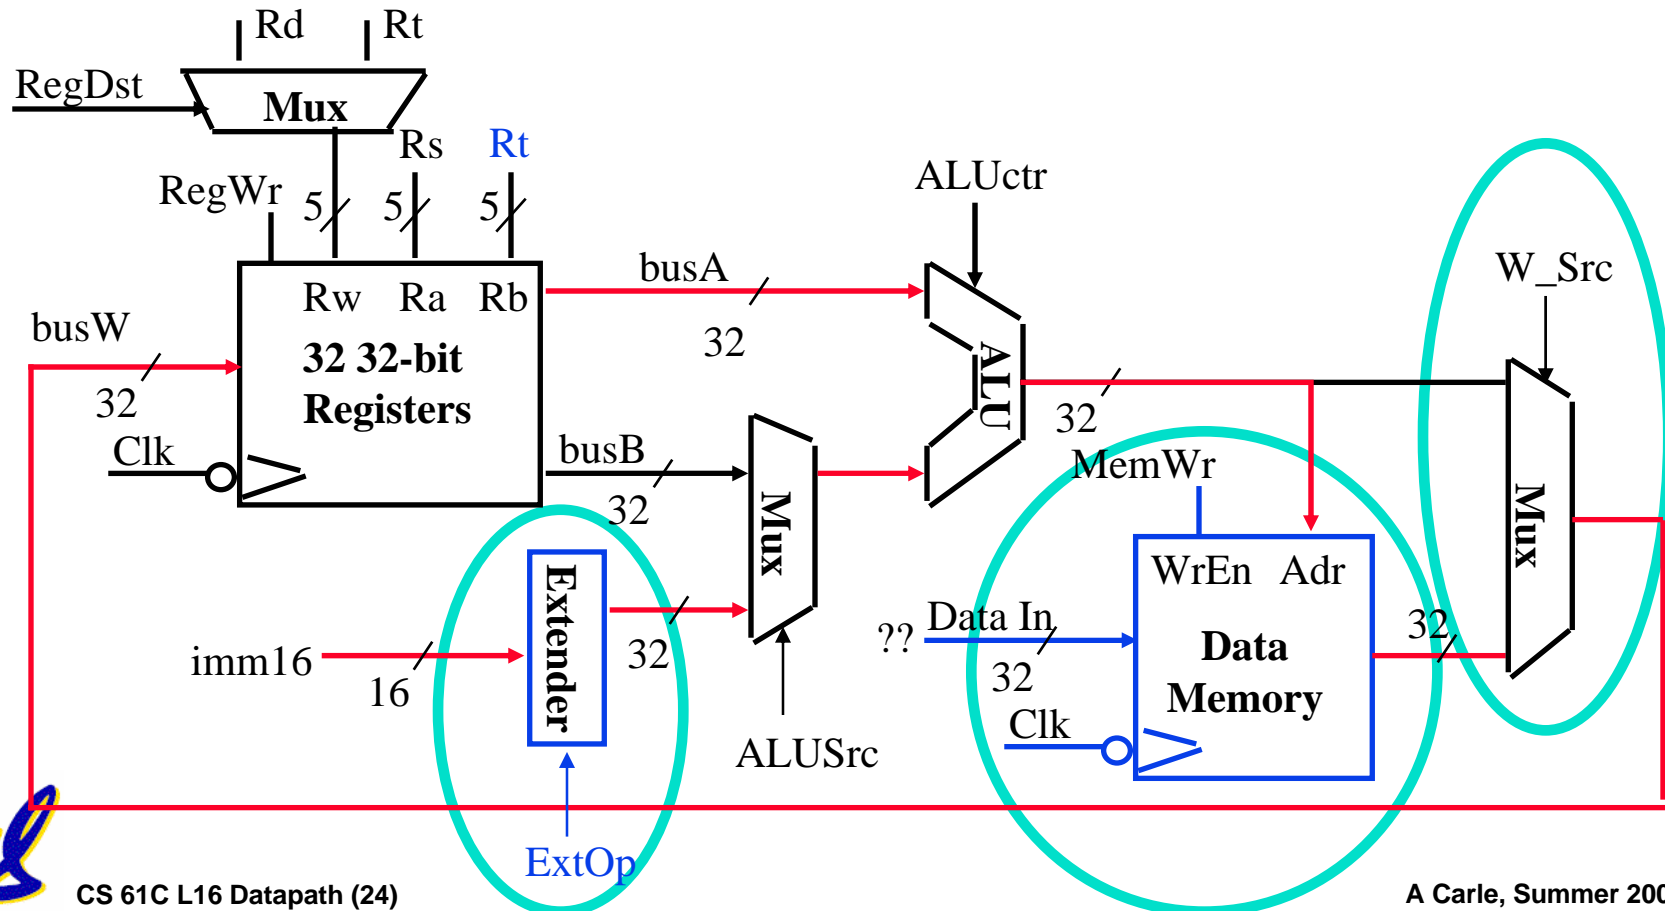 Rd Rt
RegDst
Mux
Rs Rt
RegWr 5 5 5
ALUctr
busA
32
W_Src
Rw Ra Rb
busW
32
32 32-bit
Registers
ALU
32
Clk
busB
32
MemWr
Mux
Mux
WrEn Adr
Extender
?? Data In
32
32
Data
Memory
imm16
16
32
Clk
ALUSrc
ExtOp
CS 61C L16 Datapath (24)
A Carle, Summer 200